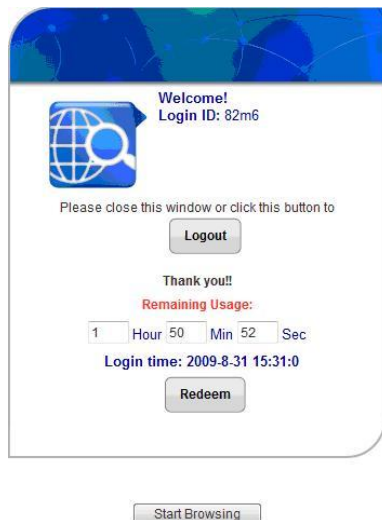 Welcome!
Login ID: 82m6
Please close this window or click this button to
Logout
Thank you!!
Remaining Usage:
1 Hour 50 Min 52 Sec
Login time: 2009-8-31 15:31:0
Redeem
Start Browsing